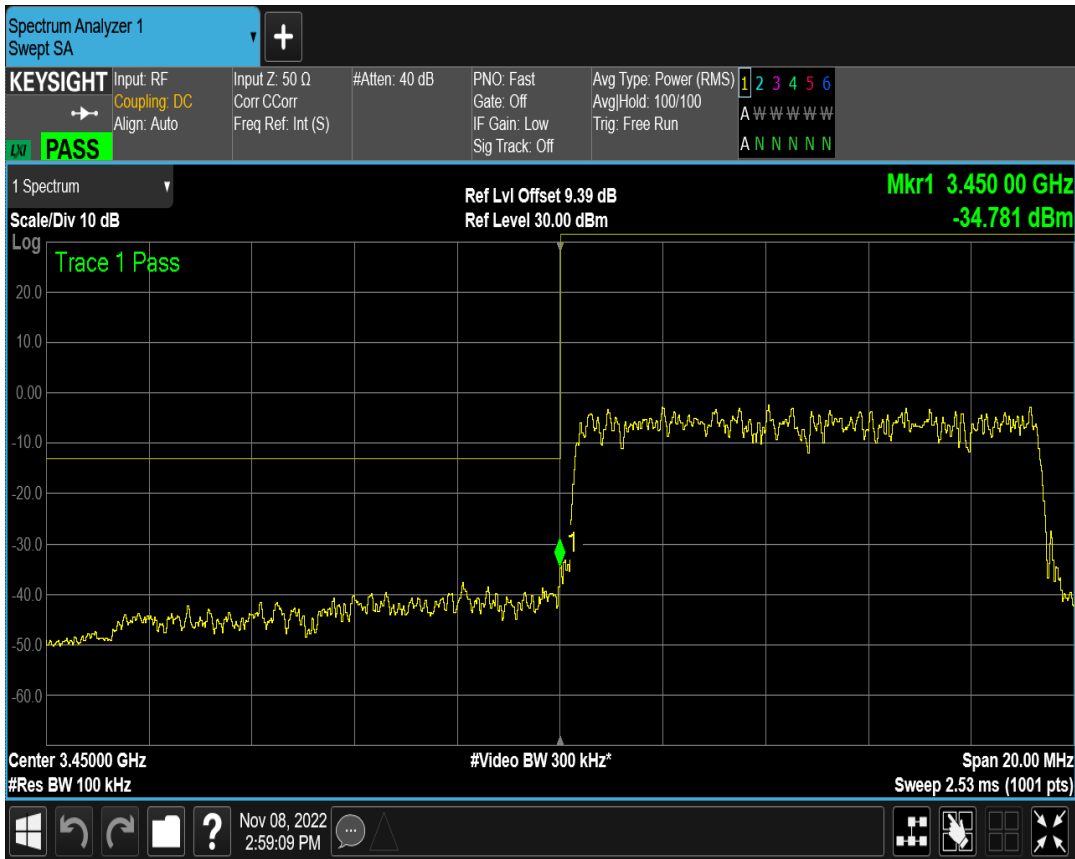 Spectrum Analyzer 1
Swept SA
+
KEYSIGHT
LXI PASS
Input: RF
Coupling: DC
Align: Auto
Input Z: 50 Ω
Corr CCorr
Freq Ref: Int (S)
#Atten: 40 dB
PNO: Fast
Gate: Off
IF Gain: Low
Sig Track: Off
Avg Type: Power (RMS)
Avg|Hold: 100/100
Trig: Free Run
1 2 3 4 5 6
A W W W W W
A N N N N N
1 Spectrum
Scale/Div 10 dB
Ref Lvl Offset 9.39 dB
Ref Level 30.00 dBm
Mkr1 3.450 00 GHz
-34.781 dBm
Log
Trace 1 Pass
20.0
10.0
0.00
-10.0
-20.0
-30.0
1
-40.0
-50.0
-60.0
Center 3.45000 GHz
#Res BW 100 kHz
#Video BW 300 kHz*
Span 20.00 MHz
Sweep 2.53 ms (1001 pts)
?
Nov 08, 2022
2:59:09 PM